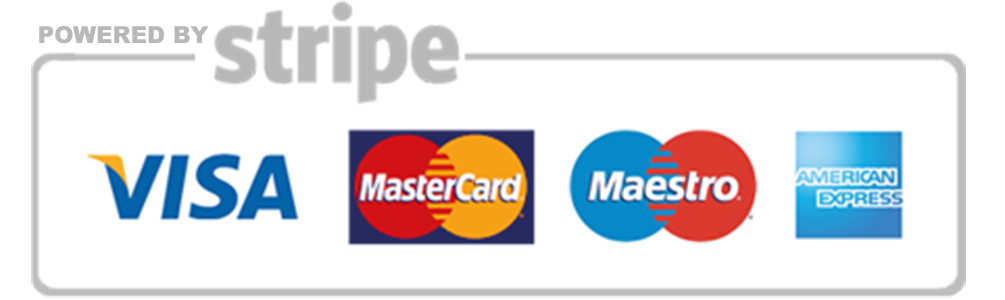 POWERED BY stripe
VISA
MasterCard
Maestro
AMERICAN
EXPRESS